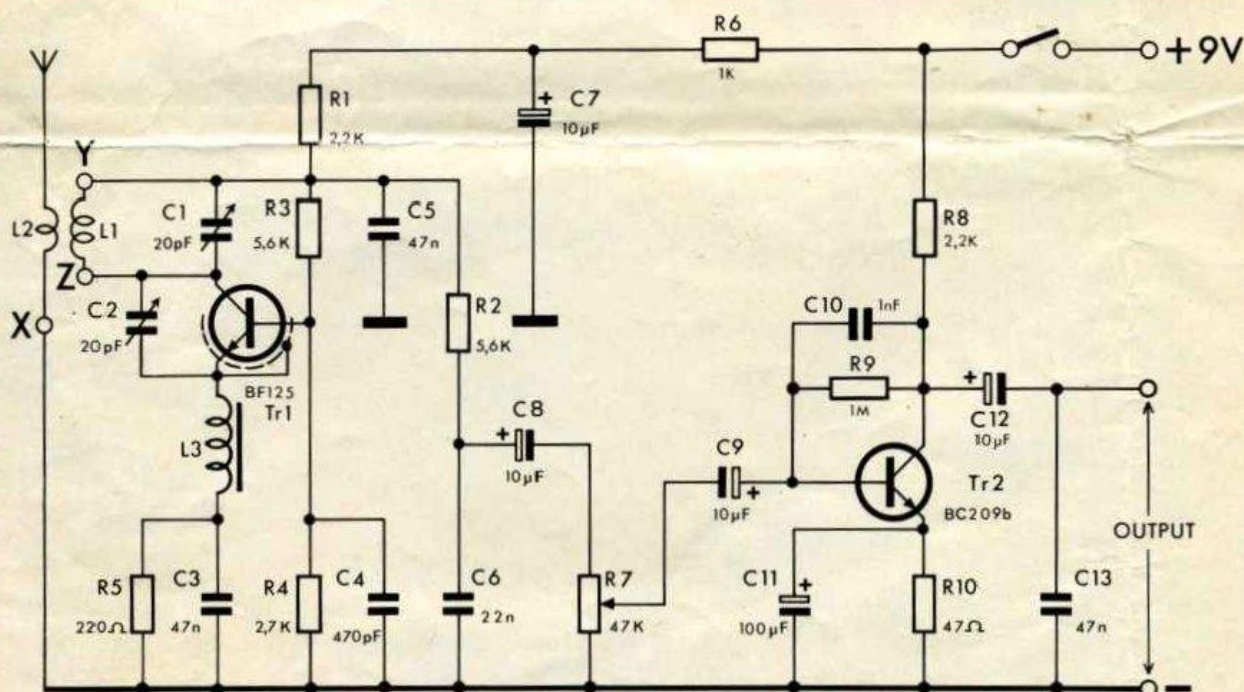 R6
1K
+9V
R1
2,2K
C7
+
10µF
Y
L2
L1
C1
20pF
R3
5,6K
C5
47n
R8
2,2K
Z
X
C2
20pF
R2
5,6K
C10
1nF
BF125
Tr1
R9
1M
+
C12
10µF
L3
C8
+
10µF
C9
+
10µF
Tr2
BC209b
OUTPUT
R5
220Ω
C3
47n
R4
2,7K
C4
470pF
C6
22n
R7
47K
C11
+
100µF
R10
47Ω
C13
47n
−